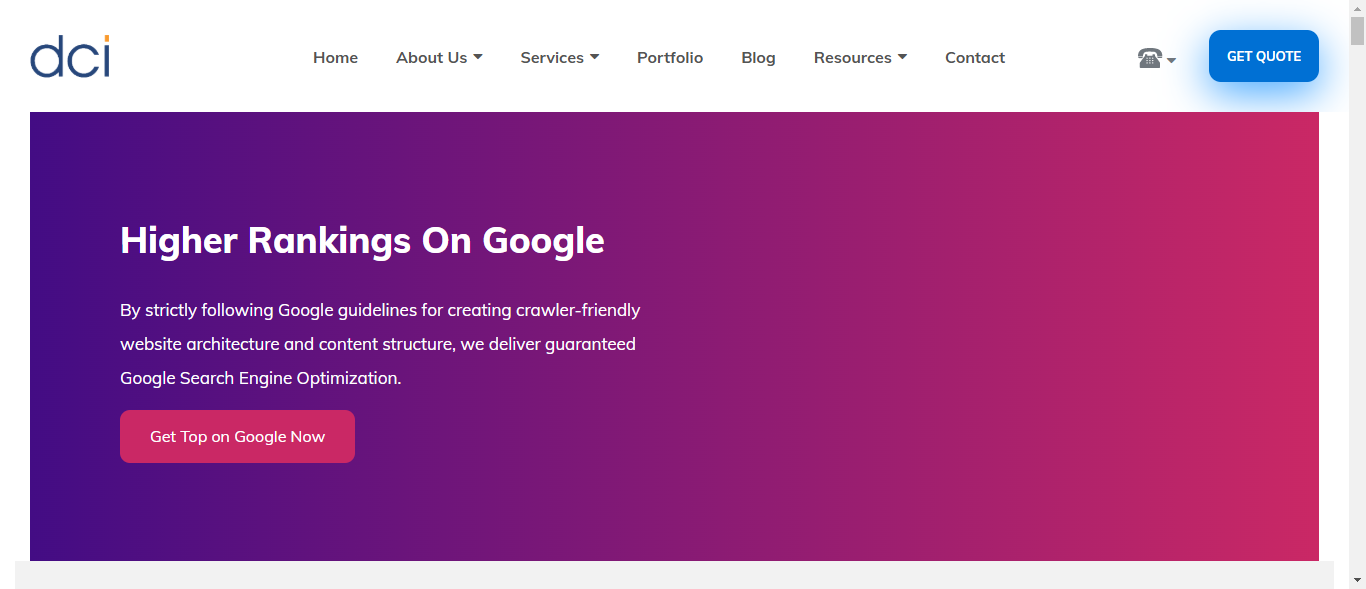 dci
Home About Us Services Portfolio Blog Resources Contact GET QUOTE
Higher Rankings On Google
By strictly following Google guidelines for creating crawler-friendly
website architecture and content structure, we deliver guaranteed
Google Search Engine Optimization.
Get Top on Google Now